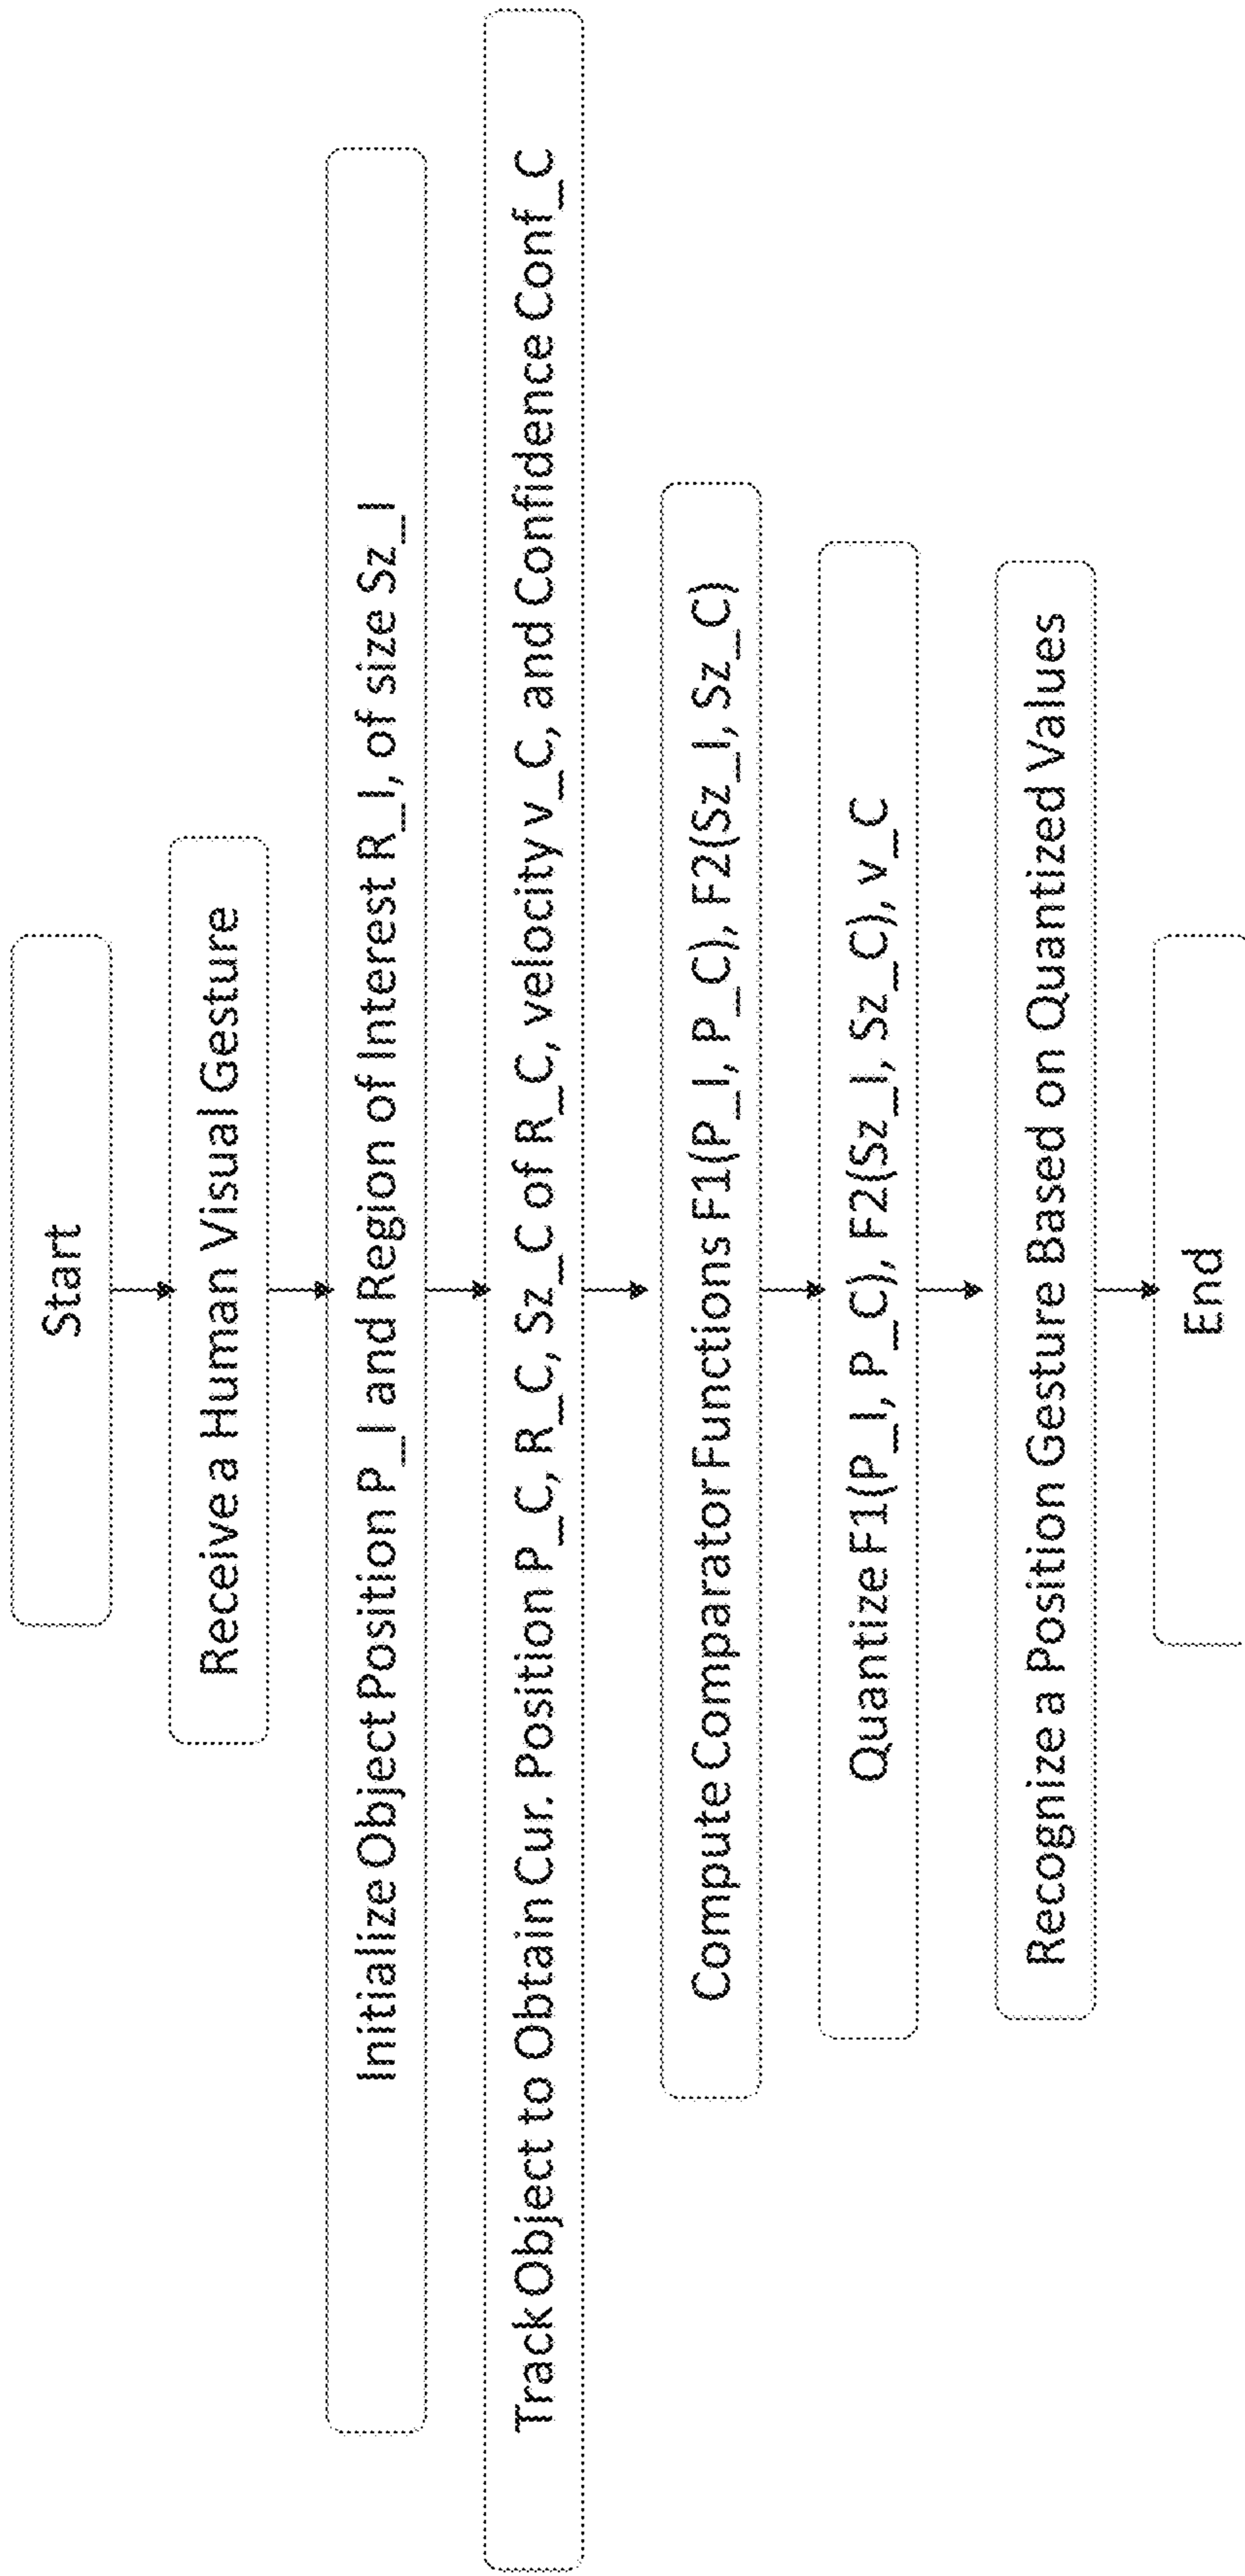 Start
Receive a Human Visual Gesture
Initialize Object Position P_I and Region of Interest R_I, of size Sz_I
Track Object to Obtain Cur. Position P_C, R_C, Sz_C of R_C, velocity v_C, and Confidence Conf_C
Compute Comparator Functions F1(P_I, P_C), F2(Sz_I, Sz_C)
Quantize F1(P_I, P_C), F2(Sz_I, Sz_C), v_C
Recognize a Position Gesture Based on Quantized Values
End